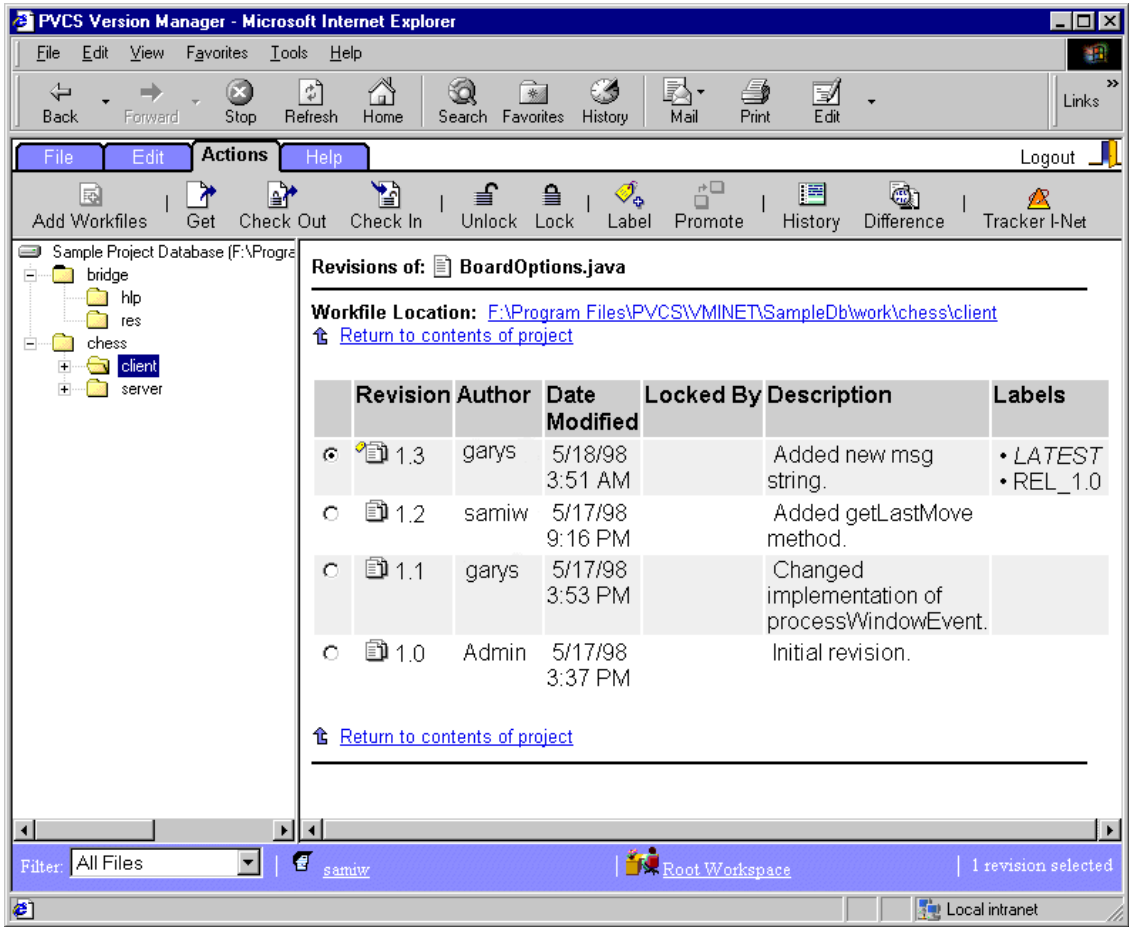 PVCS Version Manager - Microsoft Internet Explorer
File Edit View Favorites Tools Help
Back Forward Stop Refresh Home Search Favorites History Mail Print Edit Links »
File Edit Actions Help Logout
Add Workfiles Get Check Out Check In Unlock Lock Label Promote History Difference Tracker I-Net
Sample Project Database (F:\Progra
bridge
hlp
res
chess
client
server
Revisions of: BoardOptions.java
Workfile Location: F:\Program Files\PVCS\VMINET\SampleDb\work\chess\client
Return to contents of project
Revision Author Date Locked By Description Labels
Modified
1.3 garys 5/18/98 Added new msg • LATEST
3:51 AM string. • REL_1.0
1.2 samiw 5/17/98 Added getLastMove
9:16 PM method.
1.1 garys 5/17/98 Changed
3:53 PM implementation of
processWindowEvent.
1.0 Admin 5/17/98 Initial revision.
3:37 PM
Return to contents of project
Filter: All Files samiw Root Workspace 1 revision selected
Local intranet